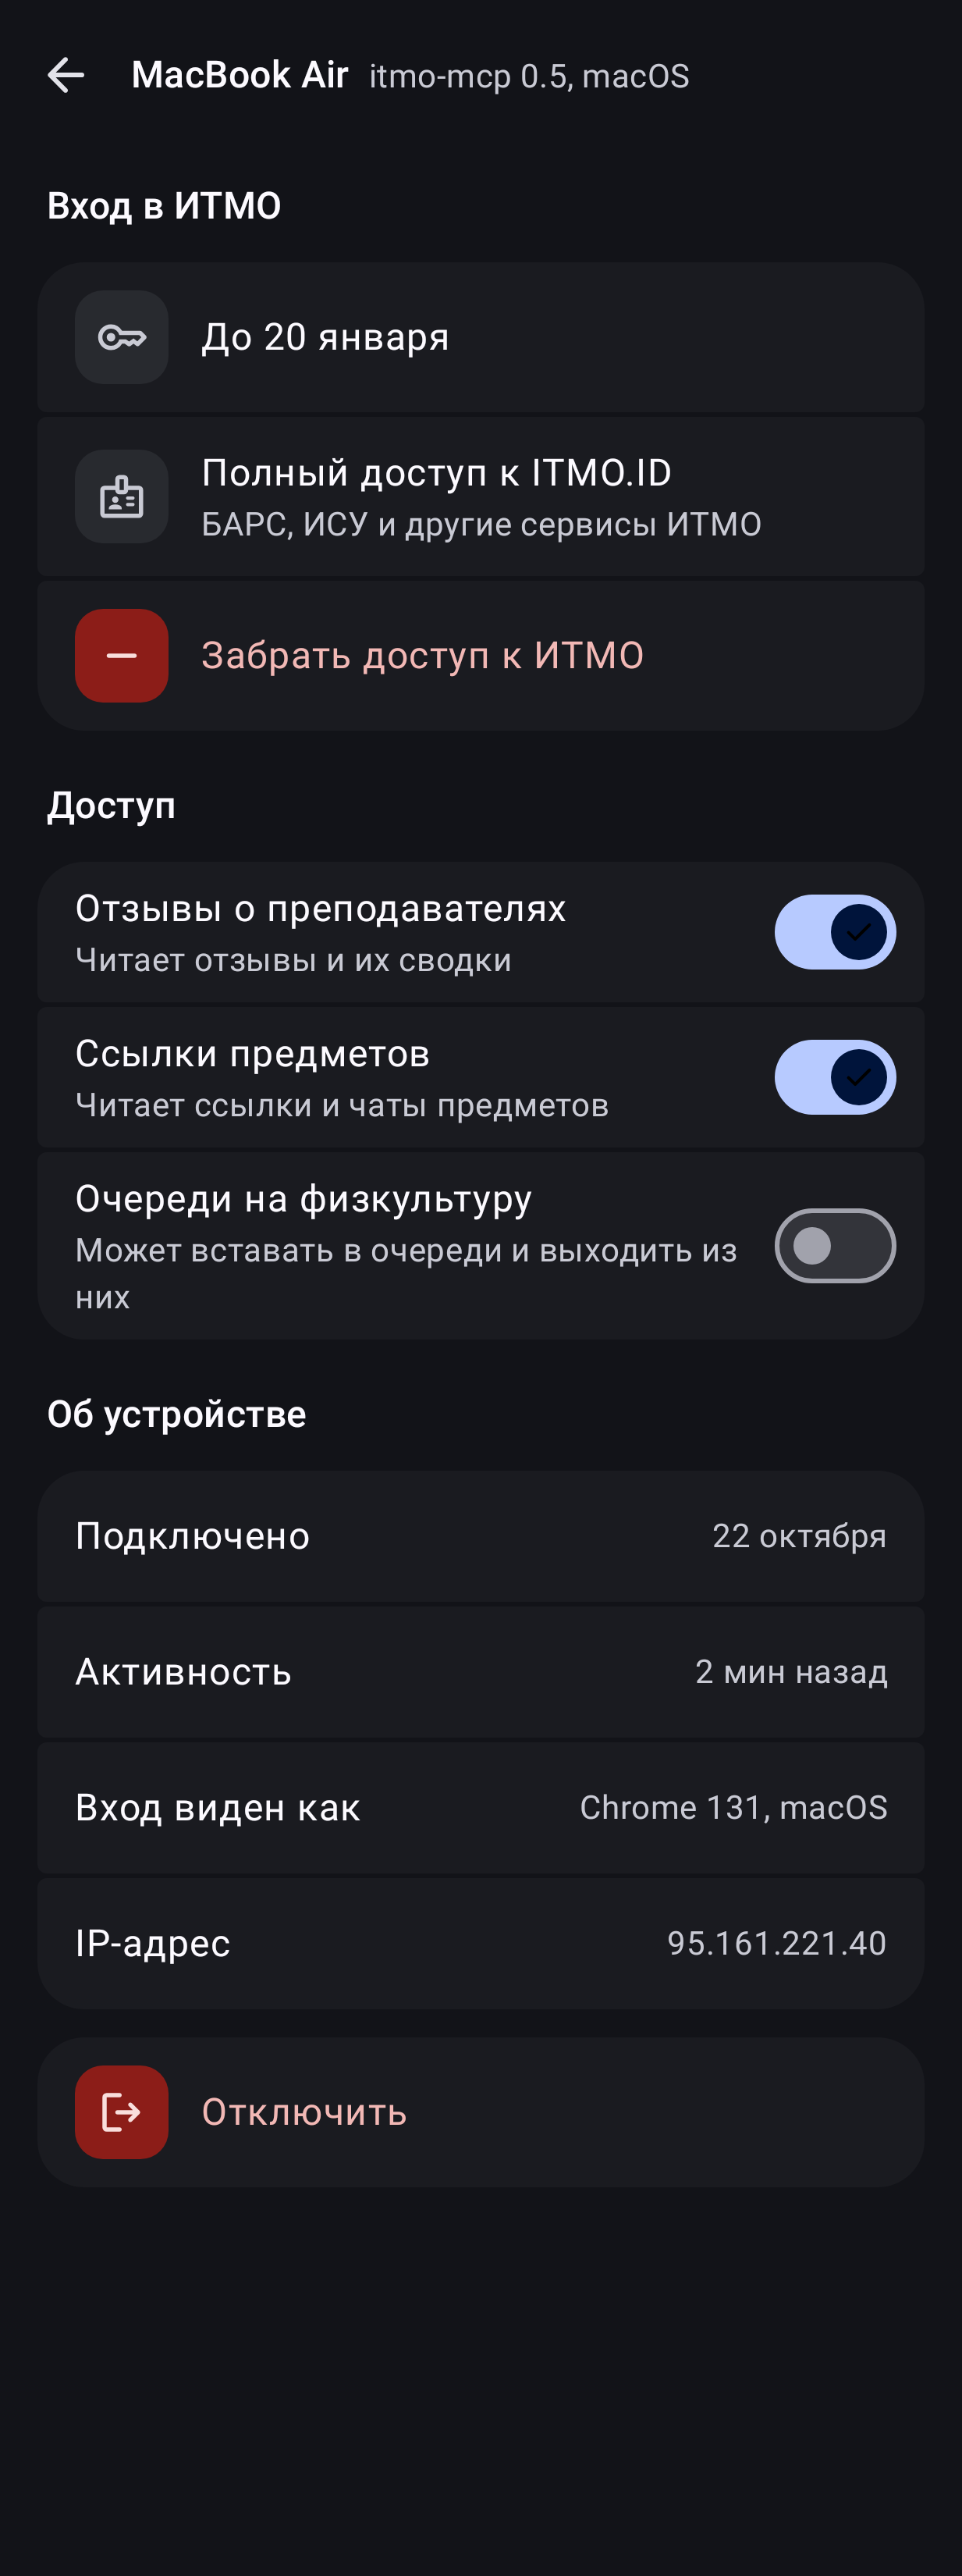 MacBook Air itmo-mcp 0.5, macOS
Вход в ИТМО
До 20 января
Полный доступ к ITMO.ID
БАРС, ИСУ и другие сервисы ИТМО
Забрать доступ к ИТМО
Доступ
Отзывы о преподавателях
Читает отзывы и их сводки
Ссылки предметов
Читает ссылки и чаты предметов
Очереди на физкультуру
Может вставать в очереди и выходить из
них
Об устройстве
Подключено 22 октября
Активность 2 мин назад
Вход виден как Chrome 131, macOS
IP-адрес 95.161.221.40
Отключить